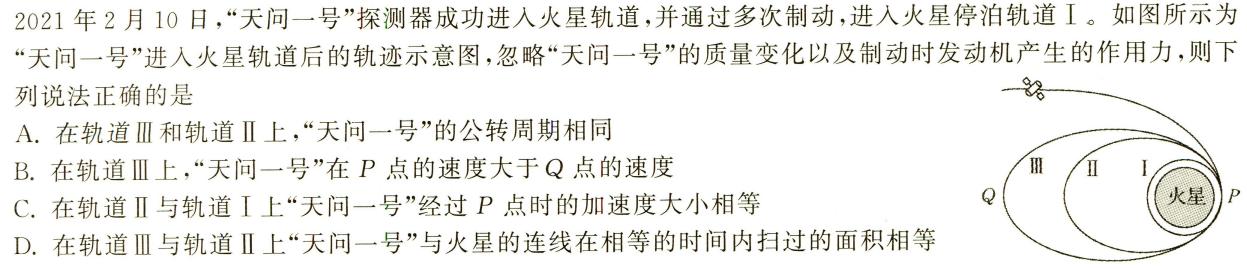 2021 年 2 月 10 日,“天问一号”探测器成功进入火星轨道,并通过多次制动,进入火星停泊轨道Ⅰ。如图所示为
“天问一号”进入火星轨道后的轨迹示意图,忽略“天问一号”的质量变化以及制动时发动机产生的作用力,则下
列说法正确的是
A. 在轨道Ⅲ和轨道Ⅱ上,“天问一号”的公转周期相同
B. 在轨道Ⅲ上,“天问一号”在 P 点的速度大于 Q 点的速度
C. 在轨道Ⅱ与轨道Ⅰ上“天问一号”经过 P 点时的加速度大小相等
D. 在轨道Ⅲ与轨道Ⅱ上“天问一号”与火星的连线在相等的时间内扫过的面积相等
Ⅲ Ⅱ Ⅰ
Q 火星 P